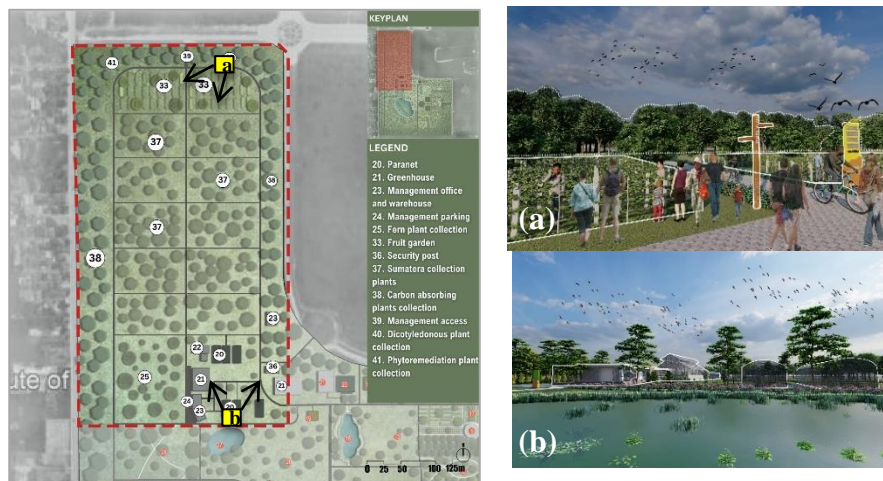 KEYPLAN
LEGEND
20. Paranet
21. Greenhouse
23. Management office
and warehouse
24. Management parking
25. Fern plant collection
33. Fruit garden
36. Security post
37. Sumatera collection
plants
38. Carbon absorbing
plants collection
39. Management access
40. Dicotyledonous plant
collection
41. Phytoremediation plant
collection
39
a
41
33
33
37
37
38
37
38
23
22
20
36
25
21
21
24
23
b
ute of
0 25 50 100 125m
(a)
(b)